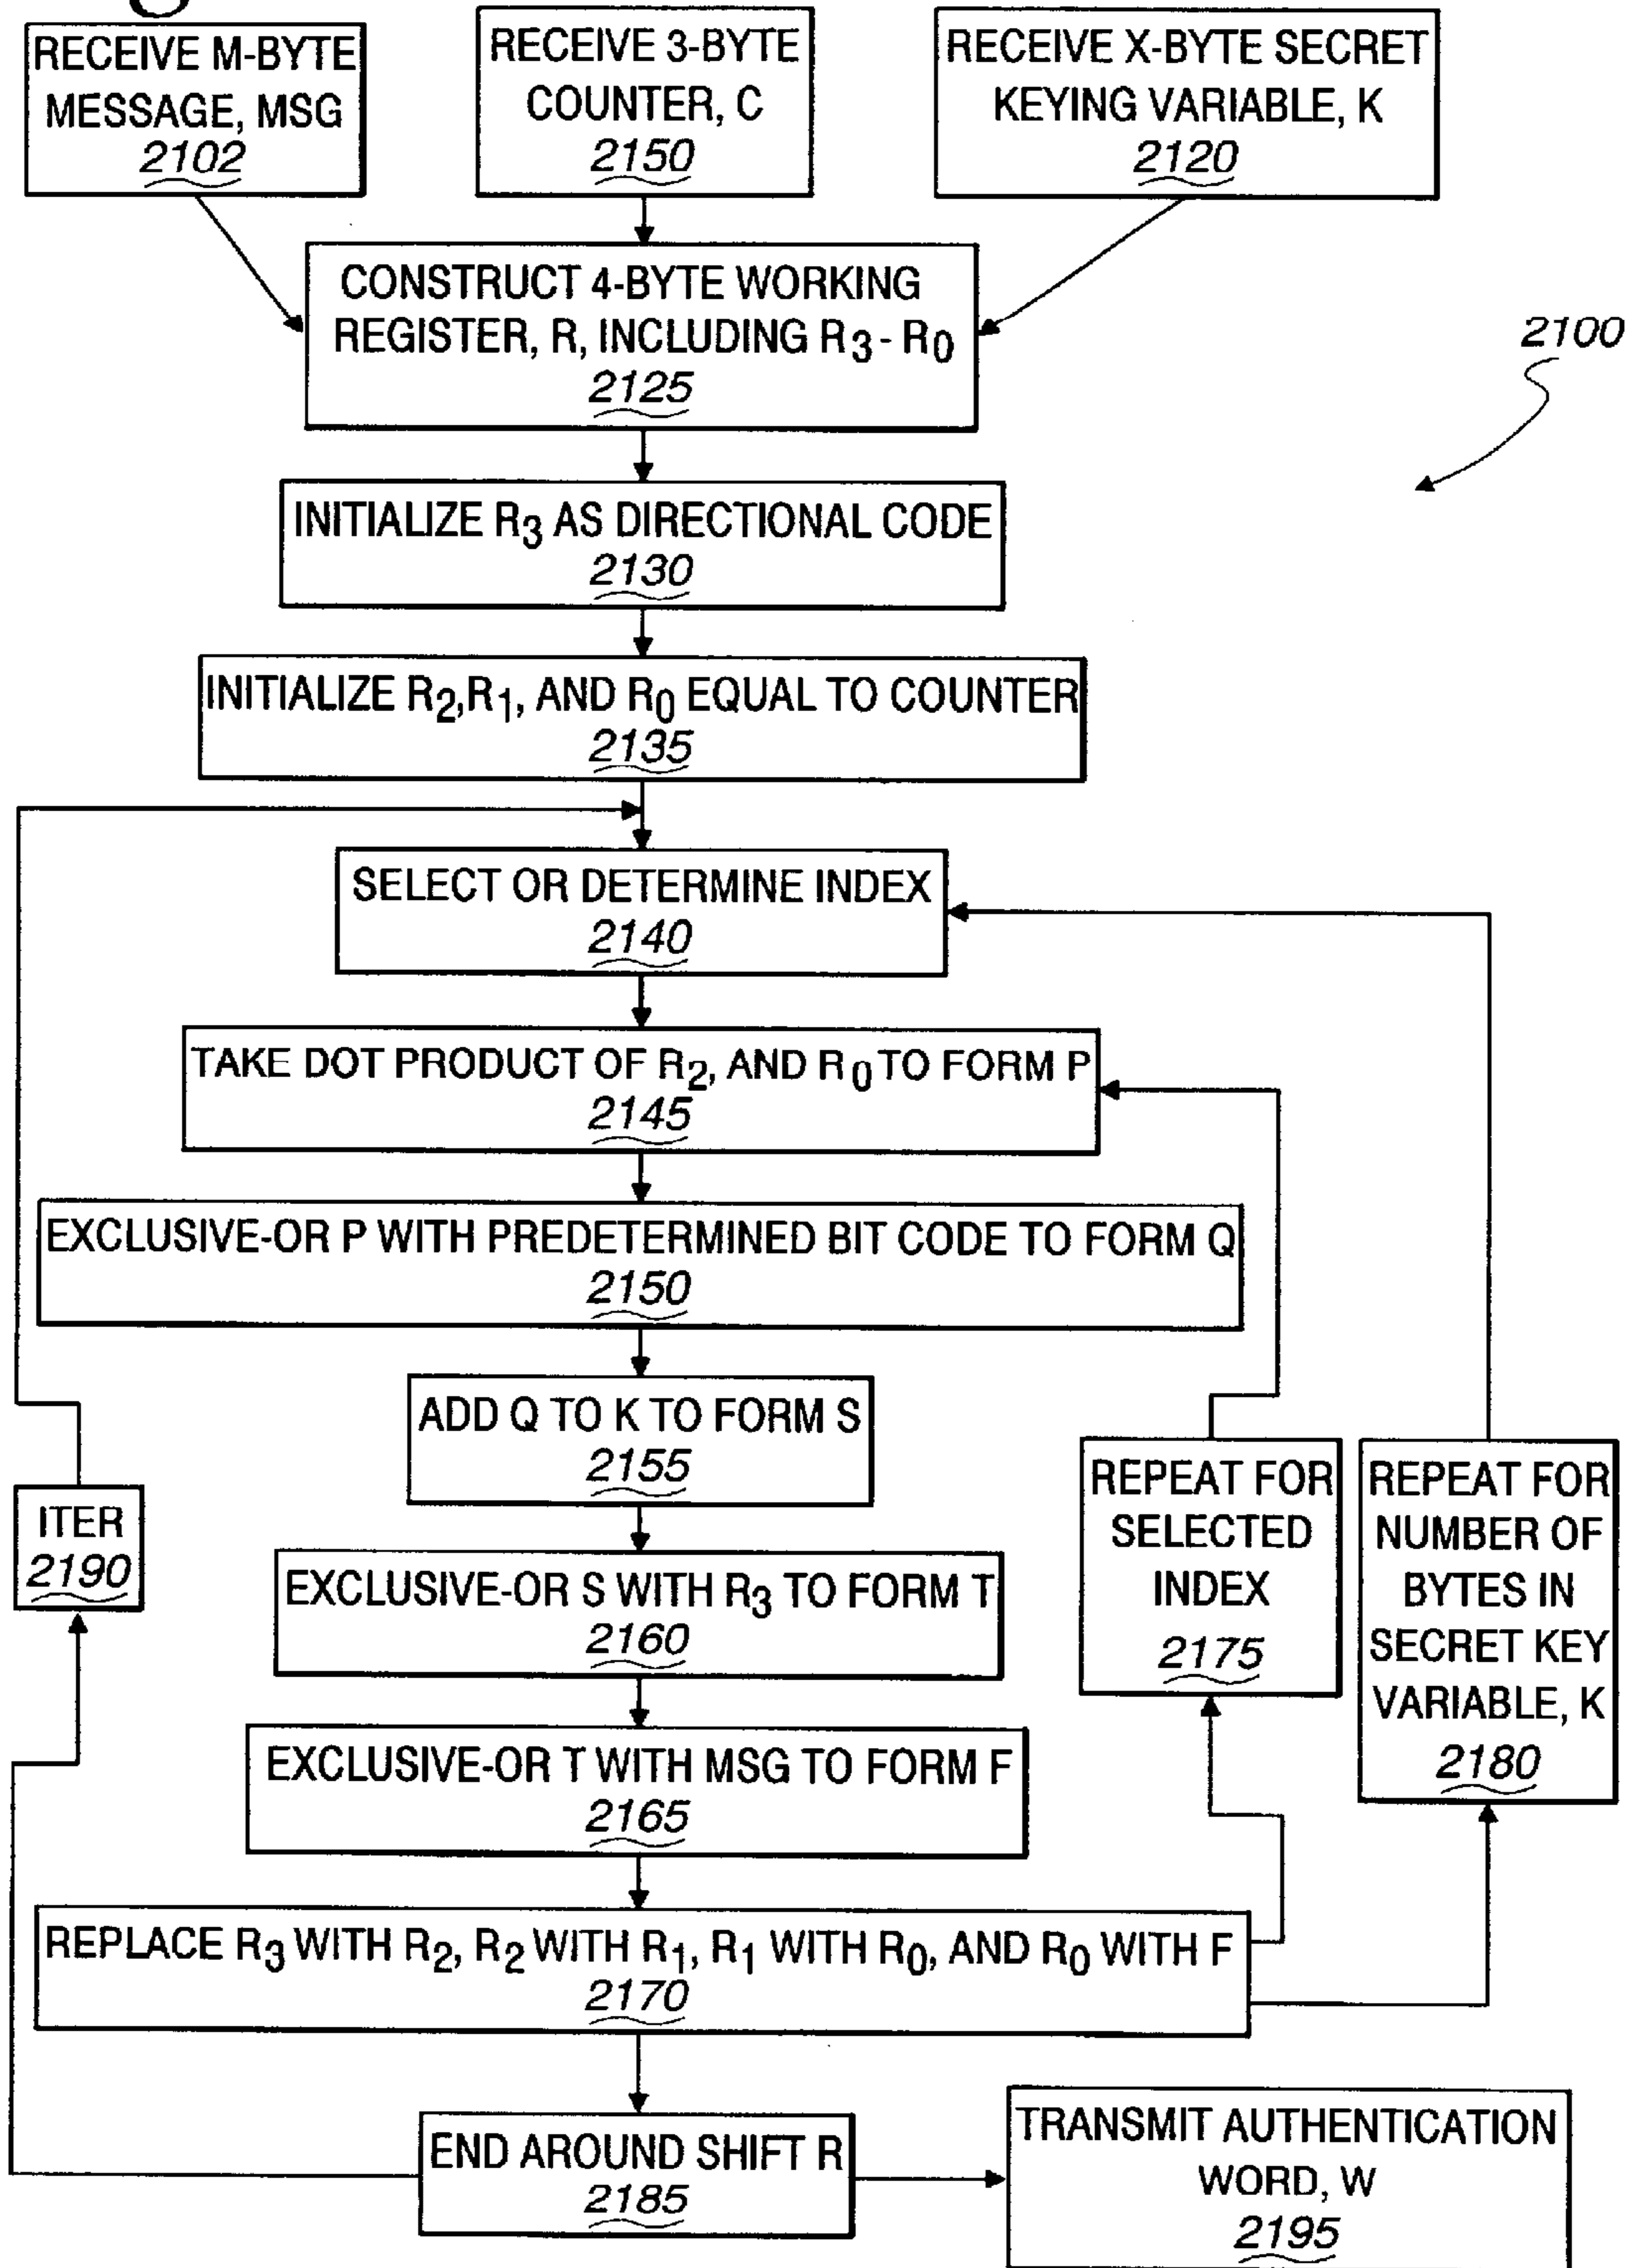 RECEIVE M-BYTE
MESSAGE, MSG
2102
RECEIVE 3-BYTE
COUNTER, C
2150
RECEIVE X-BYTE SECRET
KEYING VARIABLE, K
2120
CONSTRUCT 4-BYTE WORKING
REGISTER, R, INCLUDING R3 - R0
2125
2100
INITIALIZE R3 AS DIRECTIONAL CODE
2130
INITIALIZE R2,R1, AND R0 EQUAL TO COUNTER
2135
SELECT OR DETERMINE INDEX
2140
TAKE DOT PRODUCT OF R2, AND R0 TO FORM P
2145
EXCLUSIVE-OR P WITH PREDETERMINED BIT CODE TO FORM Q
2150
ADD Q TO K TO FORM S
2155
ITER
2190
EXCLUSIVE-OR S WITH R3 TO FORM T
2160
REPEAT FOR
SELECTED
INDEX
2175
REPEAT FOR
NUMBER OF
BYTES IN
SECRET KEY
VARIABLE, K
2180
EXCLUSIVE-OR T WITH MSG TO FORM F
2165
REPLACE R3 WITH R2, R2 WITH R1, R1 WITH R0, AND R0 WITH F
2170
END AROUND SHIFT R
2185
TRANSMIT AUTHENTICATION
WORD, W
2195